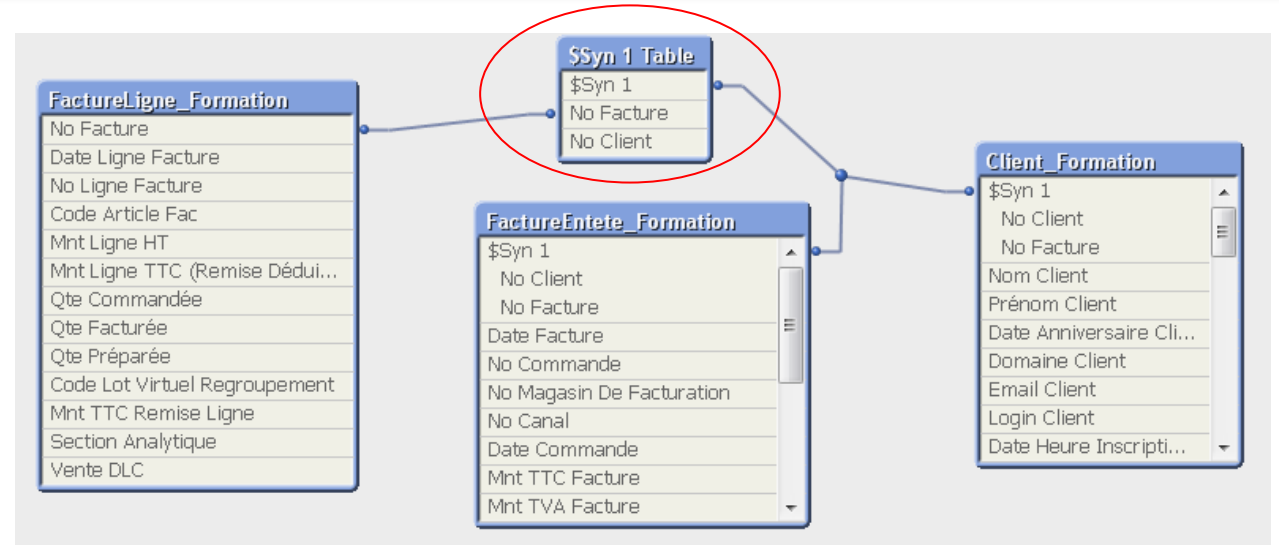 $Syn 1 Table
$Syn 1
No Facture
No Client
FactureLigne_Formation
No Facture
Date Ligne Facture
No Ligne Facture
Code Article Fac
Mnt Ligne HT
Mnt Ligne TTC (Remise Dédui...
Qte Commandée
Qte Facturée
Qte Préparée
Code Lot Virtuel Regroupement
Mnt TTC Remise Ligne
Section Analytique
Vente DLC
FactureEntete_Formation
$Syn 1
No Client
No Facture
Date Facture
No Commande
No Magasin De Facturation
No Canal
Date Commande
Mnt TTC Facture
Mnt TVA Facture
Client_Formation
$Syn 1
No Client
No Facture
Nom Client
Prénom Client
Date Anniversaire Cli...
Domaine Client
Email Client
Login Client
Date Heure Inscripti...